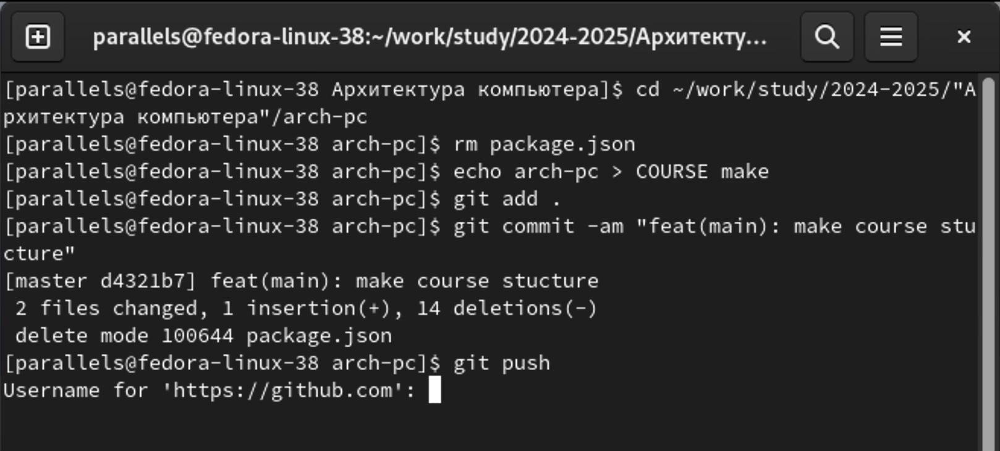 parallels@fedora-linux-38:~/work/study/2024-2025/Архитекту...
[parallels@fedora-linux-38 Архитектура компьютера]$ cd ~/work/study/2024-2025/"А
рхитектура компьютера"/arch-pc
[parallels@fedora-linux-38 arch-pc]$ rm package.json
[parallels@fedora-linux-38 arch-pc]$ echo arch-pc > COURSE make
[parallels@fedora-linux-38 arch-pc]$ git add .
[parallels@fedora-linux-38 arch-pc]$ git commit -am "feat(main): make course stu
cture"
[master d4321b7] feat(main): make course stucture
 2 files changed, 1 insertion(+), 14 deletions(-)
 delete mode 100644 package.json
[parallels@fedora-linux-38 arch-pc]$ git push
Username for 'https://github.com':